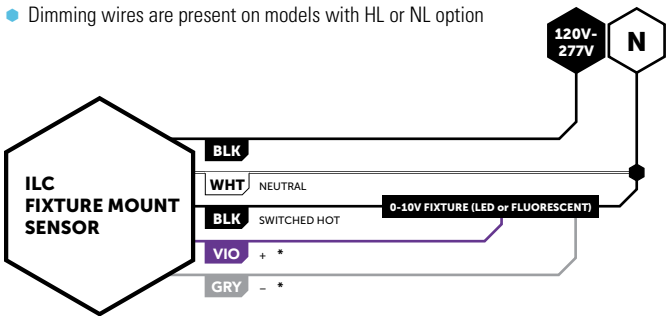 Dimming wires are present on models with HL or NL option
120V-
277V
N
BLK
ILC
FIXTURE MOUNT
SENSOR
WHT NEUTRAL
BLK SWITCHED HOT
0-10V FIXTURE (LED or FLUORESCENT)
VIO + *
GRY – *